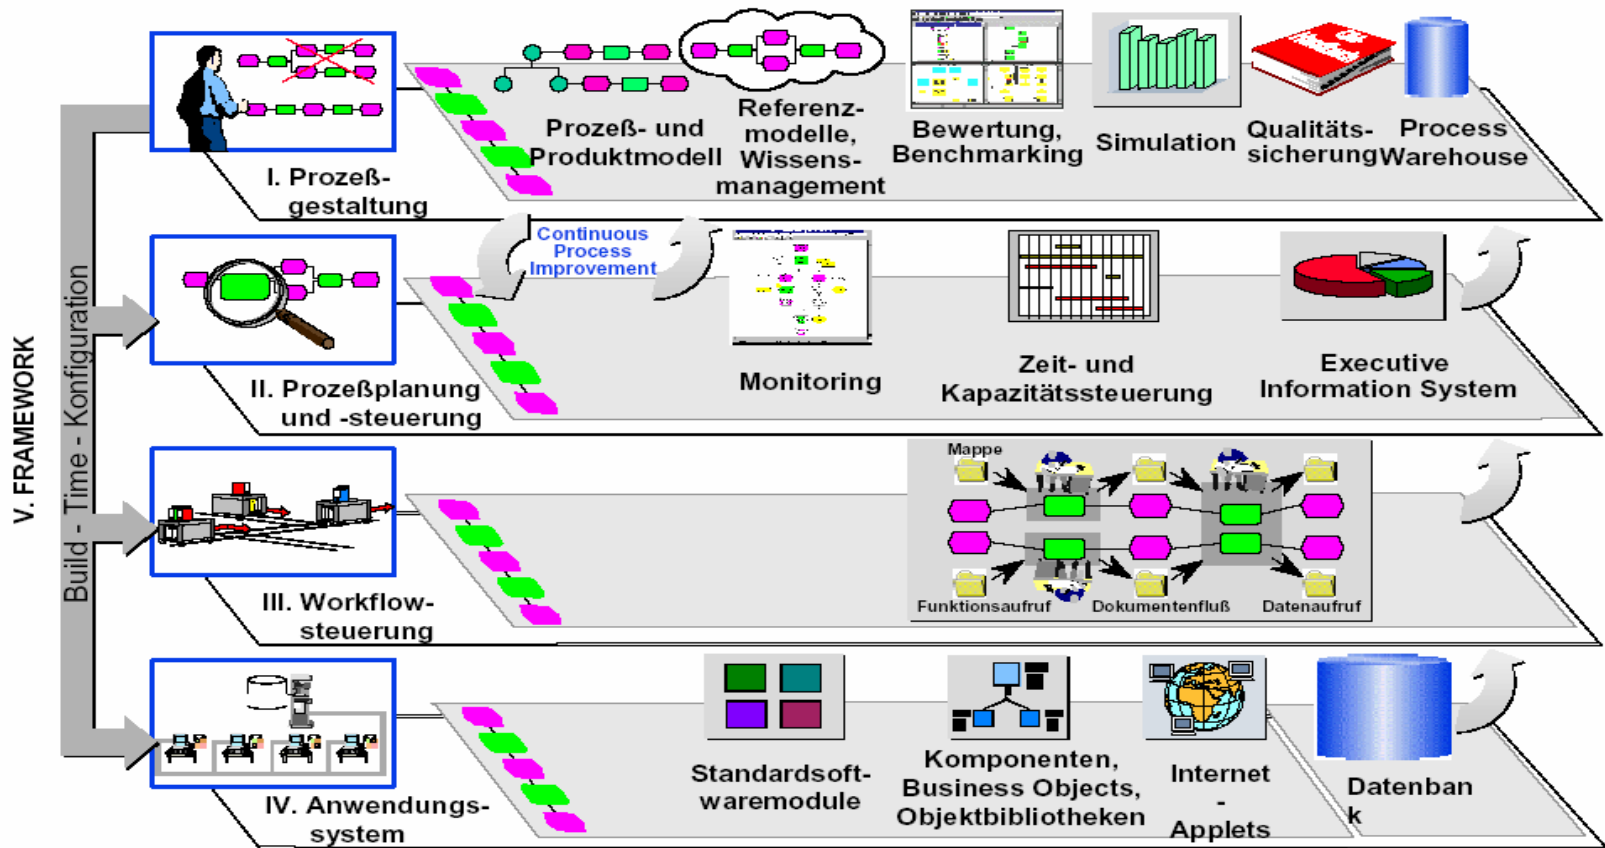 Prozeß- und
Produktmodell
Referenz-
modelle,
Wissens-
management
Bewertung,
Benchmarking
Simulation
Qualitäts-
sicherung
Process
Warehouse
I. Prozeß-
gestaltung
Continuous
Process
Improvement
II. Prozeßplanung
und -steuerung
Monitoring
Zeit- und
Kapazitätssteuerung
Executive
Information System
V. FRAMEWORK
Build - Time - Konfiguration
Mappe
Funktionsaufruf
Dokumentenfluß
Datenaufruf
III. Workflow-
steuerung
IV. Anwendungs-
system
Standardsoft-
waremodule
Komponenten,
Business Objects,
Objektbibliotheken
Internet
-
Applets
Datenban
k